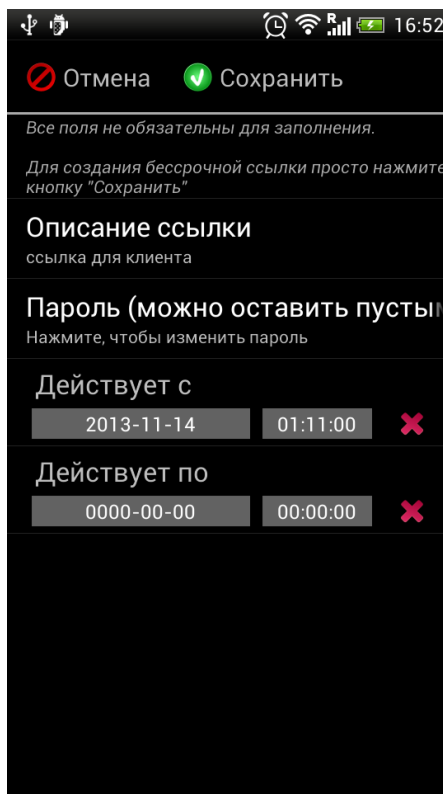 R 16:52
Отмена Сохранить
Все поля не обязательны для заполнения.
Для создания бессрочной ссылки просто нажмите
кнопку "Сохранить"
Описание ссылки
ссылка для клиента
Пароль (можно оставить пустым
Нажмите, чтобы изменить пароль
Действует с
2013-11-14 01:11:00
Действует по
0000-00-00 00:00:00